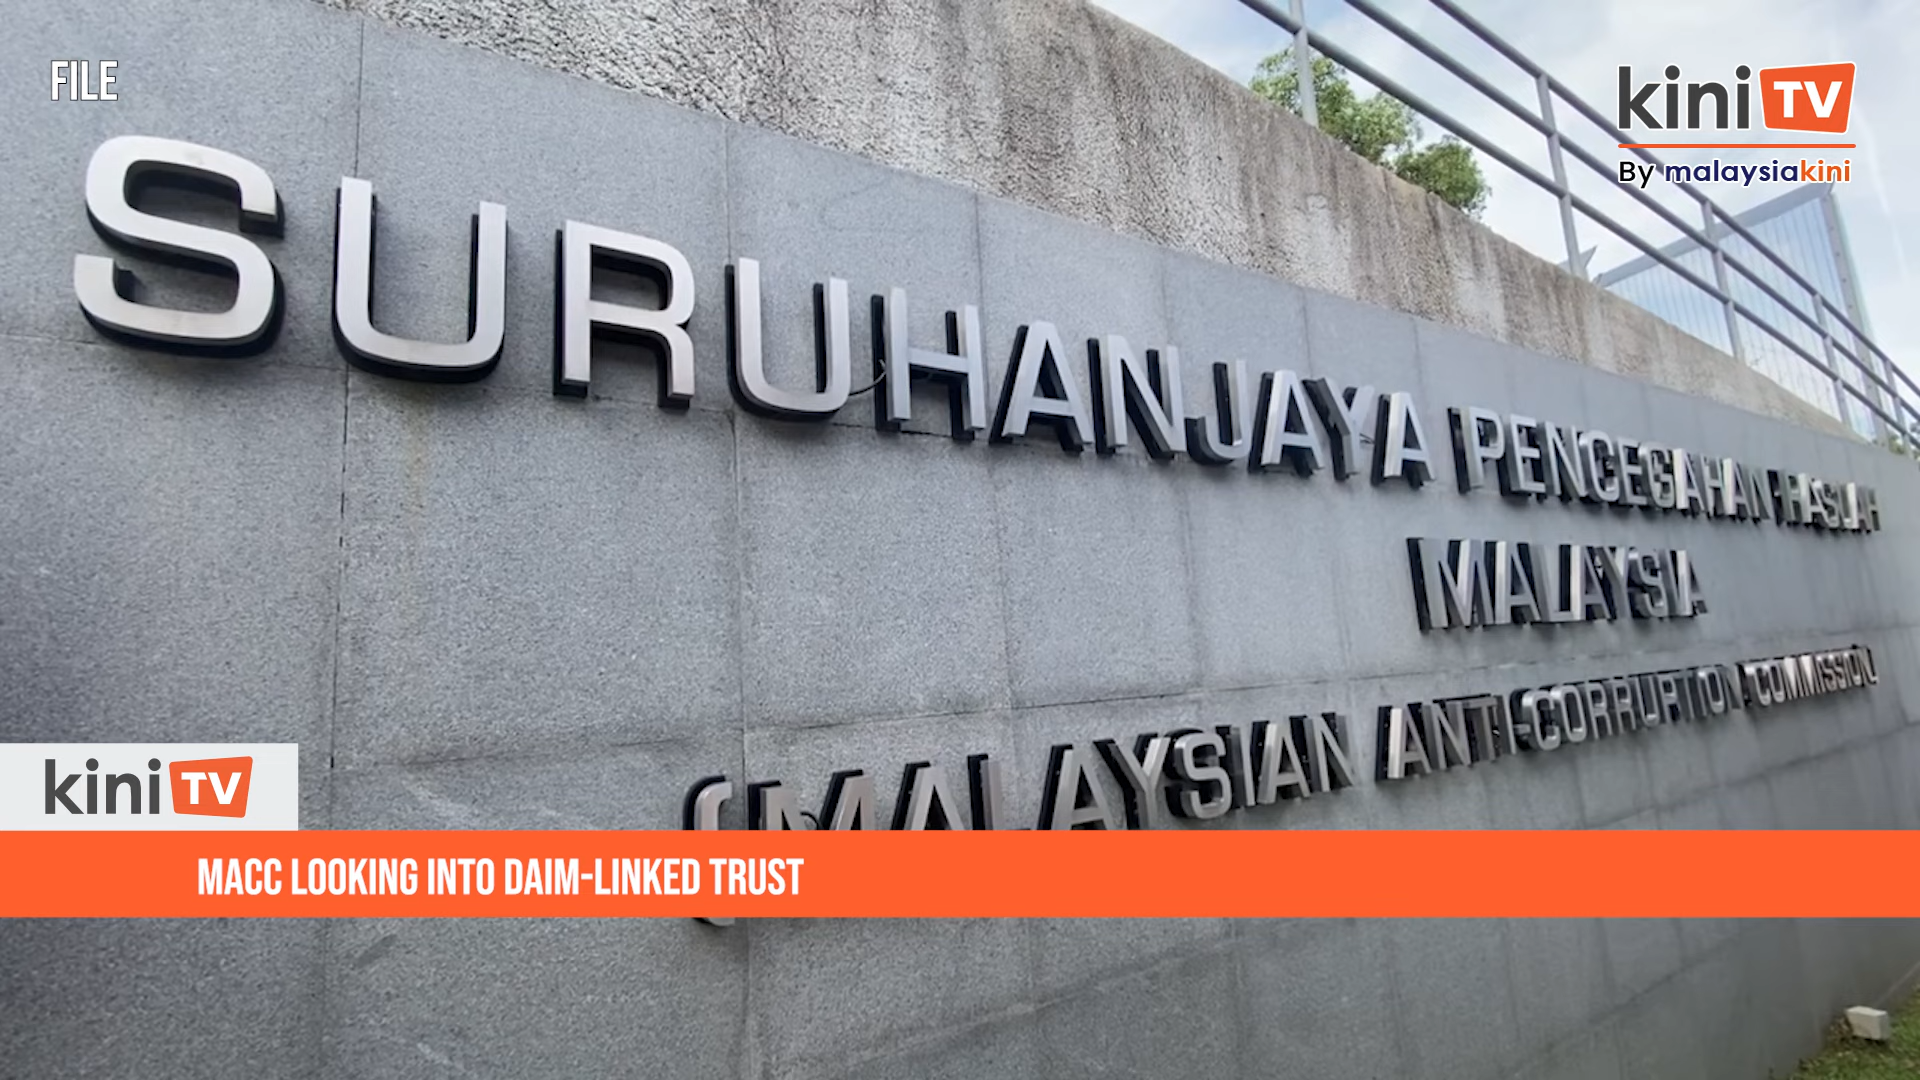 FILE
kini TV
By malaysiakini
SURUHANJAYA PENCEGAHAN RASUAH
MALAYSIA
(MALAYSIAN ANTI-CORRUPTION COMMISSION)
kini TV
MACC LOOKING INTO DAIM-LINKED TRUST